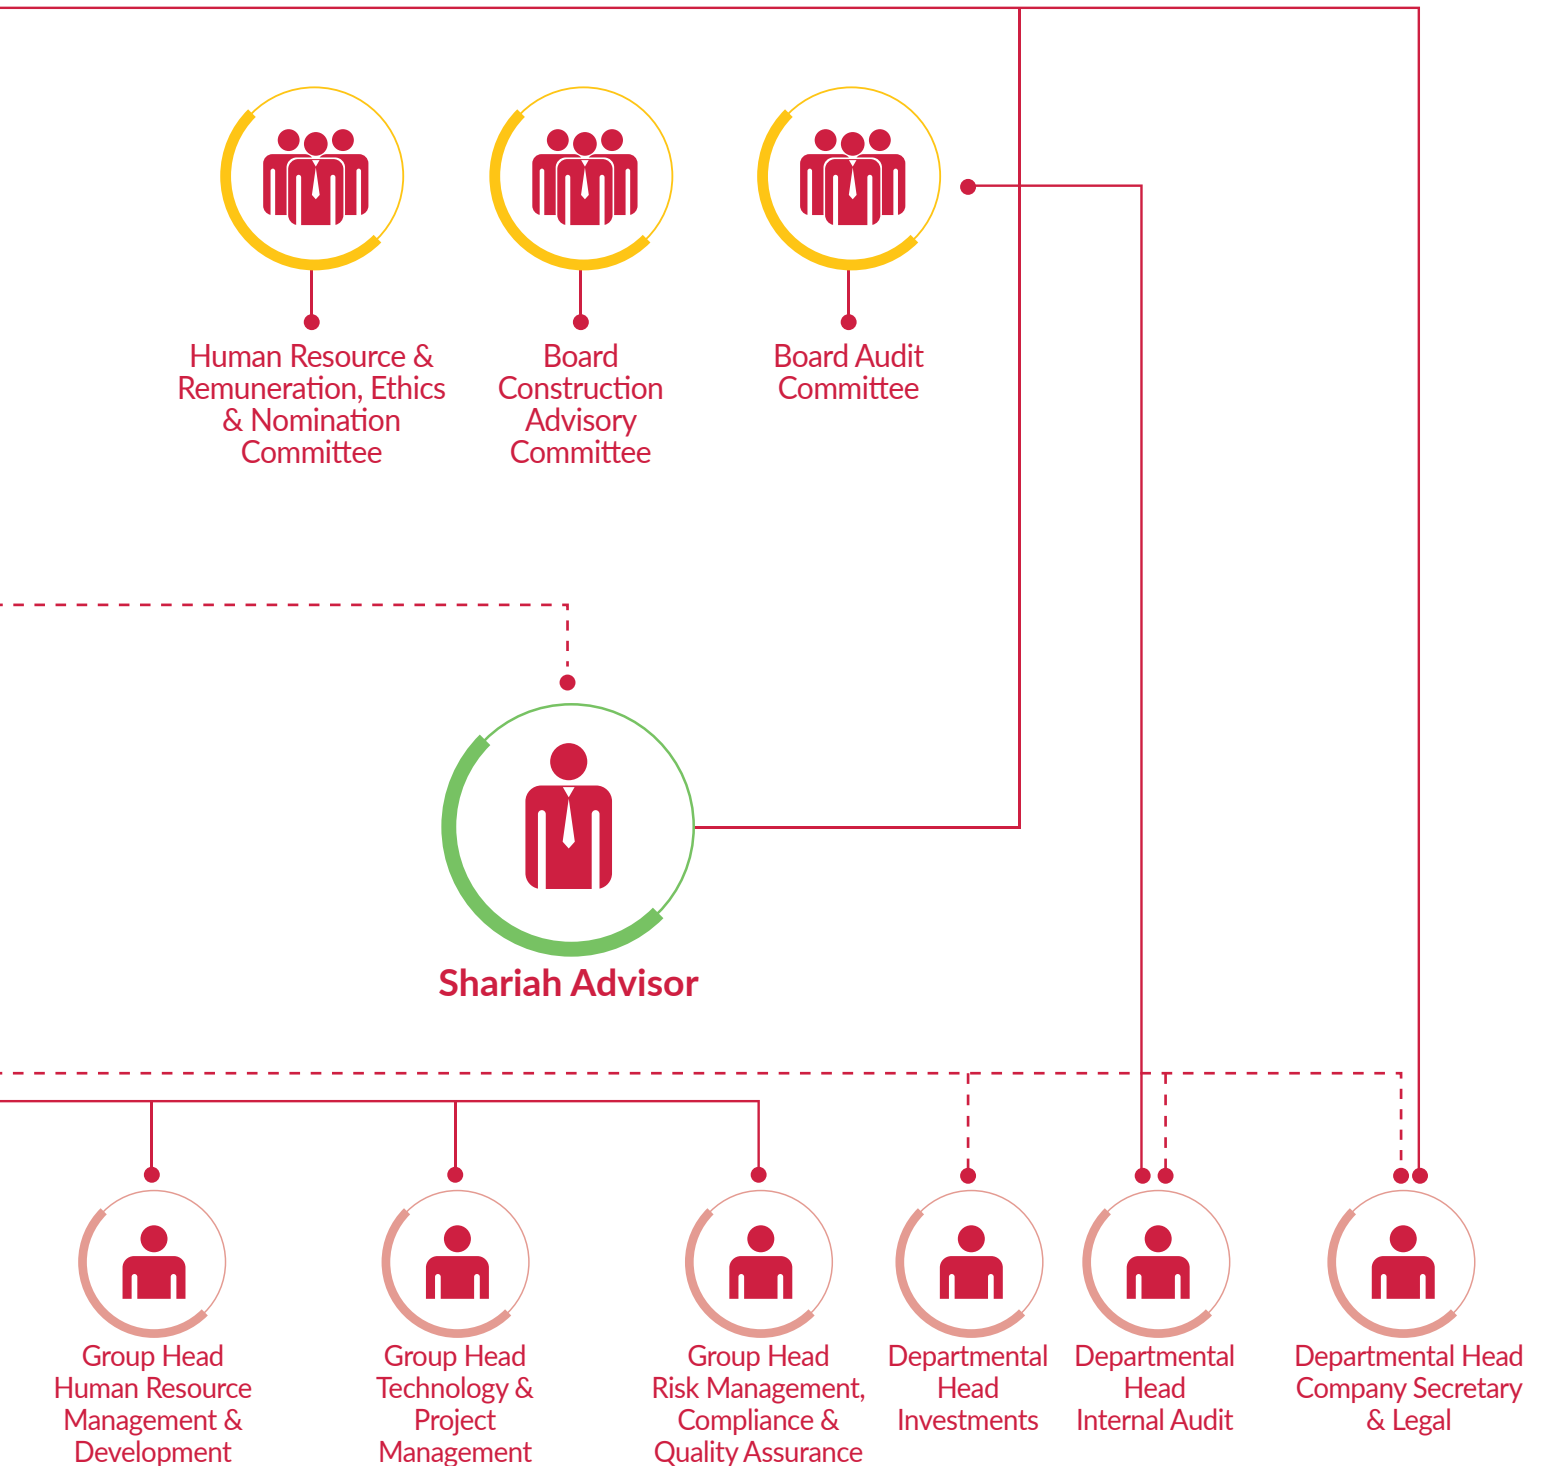 Human Resource &
Remuneration, Ethics
& Nomination
Committee
Board
Construction
Advisory
Committee
Board Audit
Committee
Shariah Advisor
Group Head
Human Resource
Management &
Development
Group Head
Technology &
Project
Management
Group Head
Risk Management,
Compliance &
Quality Assurance
Departmental
Head
Investments
Departmental
Head
Internal Audit
Departmental Head
Company Secretary
& Legal